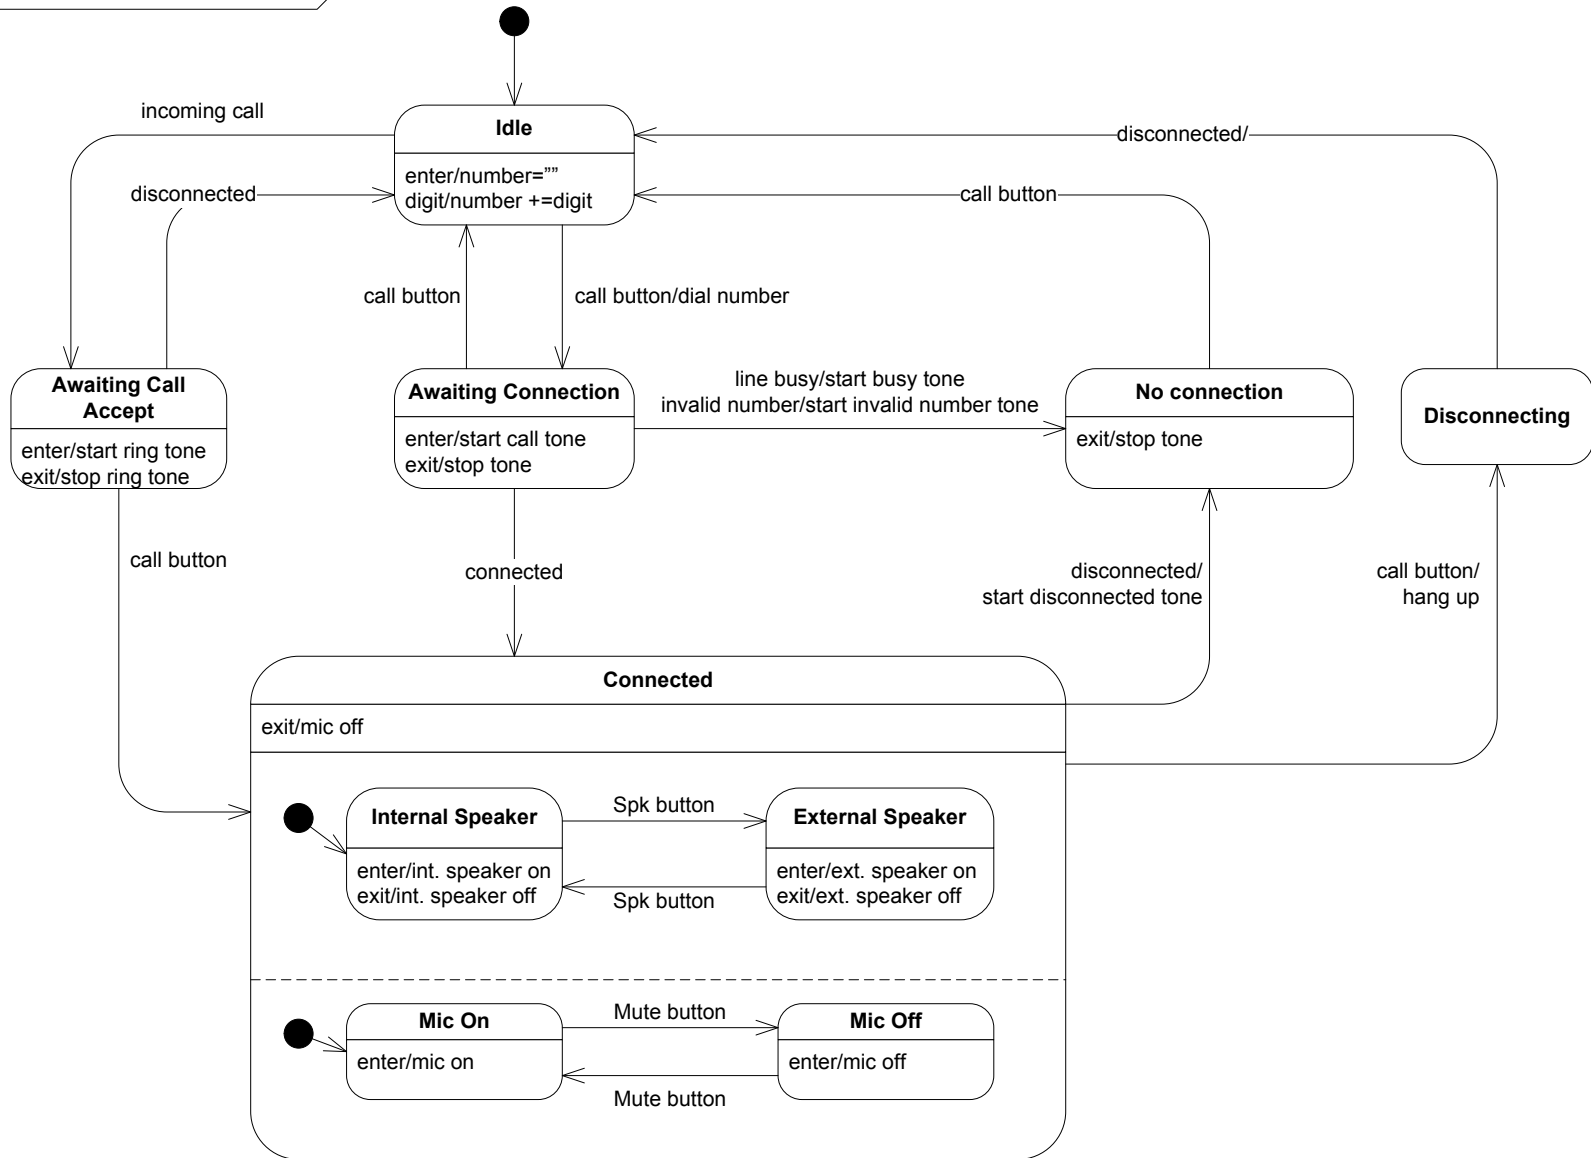 incoming call
Idle
disconnected/
enter/number=””
digit/number +=digit
disconnected
call button
call button
call button/dial number
Awaiting Call
Accept
enter/start ring tone
exit/stop ring tone
Awaiting Connection
enter/start call tone
exit/stop tone
line busy/start busy tone
invalid number/start invalid number tone
No connection
exit/stop tone
Disconnecting
call button
connected
disconnected/
start disconnected tone
call button/
hang up
Connected
exit/mic off
Internal Speaker
enter/int. speaker on
exit/int. speaker off
Spk button
Spk button
External Speaker
enter/ext. speaker on
exit/ext. speaker off
Mic On
enter/mic on
Mute button
Mute button
Mic Off
enter/mic off